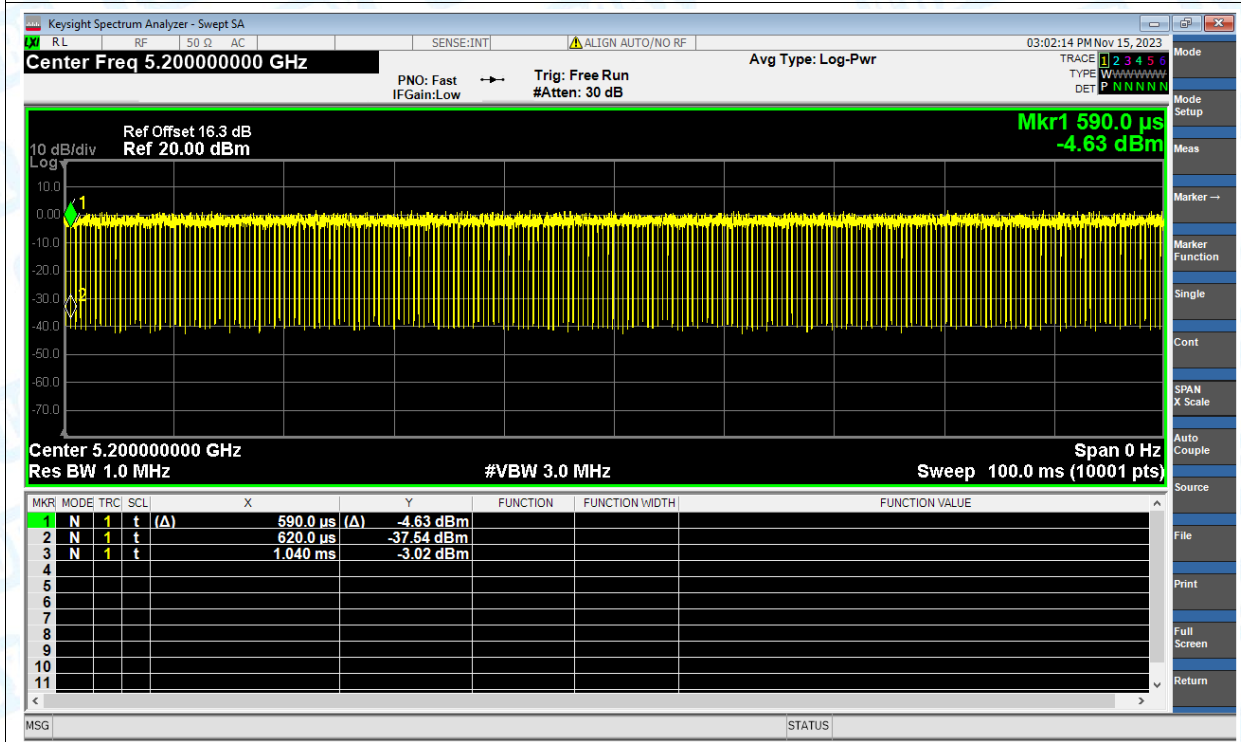 Keysight Spectrum Analyzer - Swept SA
LXI RL RF 50 Ω AC SENSE:INT ALIGN AUTO/NO RF 03:02:14 PM Nov 15, 2023
Center Freq 5.200000000 GHz Avg Type: Log-Pwr TRACE 1 2 3 4 5 6
PNO: Fast Trig: Free Run TYPE WWWWWW
IFGain:Low #Atten: 30 dB DET P N N N N N
Mkr1 590.0 µs
Ref Offset 16.3 dB
10 dB/div Ref 20.00 dBm -4.63 dBm
Log
10.0
1
0.00
-10.0
-20.0
-30.0
2
-40.0
-50.0
-60.0
-70.0
Center 5.200000000 GHz Span 0 Hz
Res BW 1.0 MHz #VBW 3.0 MHz Sweep 100.0 ms (10001 pts)
MKR MODE TRC SCL X Y FUNCTION FUNCTION WIDTH FUNCTION VALUE
1 N 1 t (Δ) 590.0 µs (Δ) -4.63 dBm
2 N 1 t 620.0 µs -37.54 dBm
3 N 1 t 1.040 ms -3.02 dBm
4
5
6
7
8
9
10
11
MSG STATUS
Mode
Mode
Setup
Meas
Marker →
Marker
Function
Single
Cont
SPAN
X Scale
Auto
Couple
Source
File
Print
Full
Screen
Return